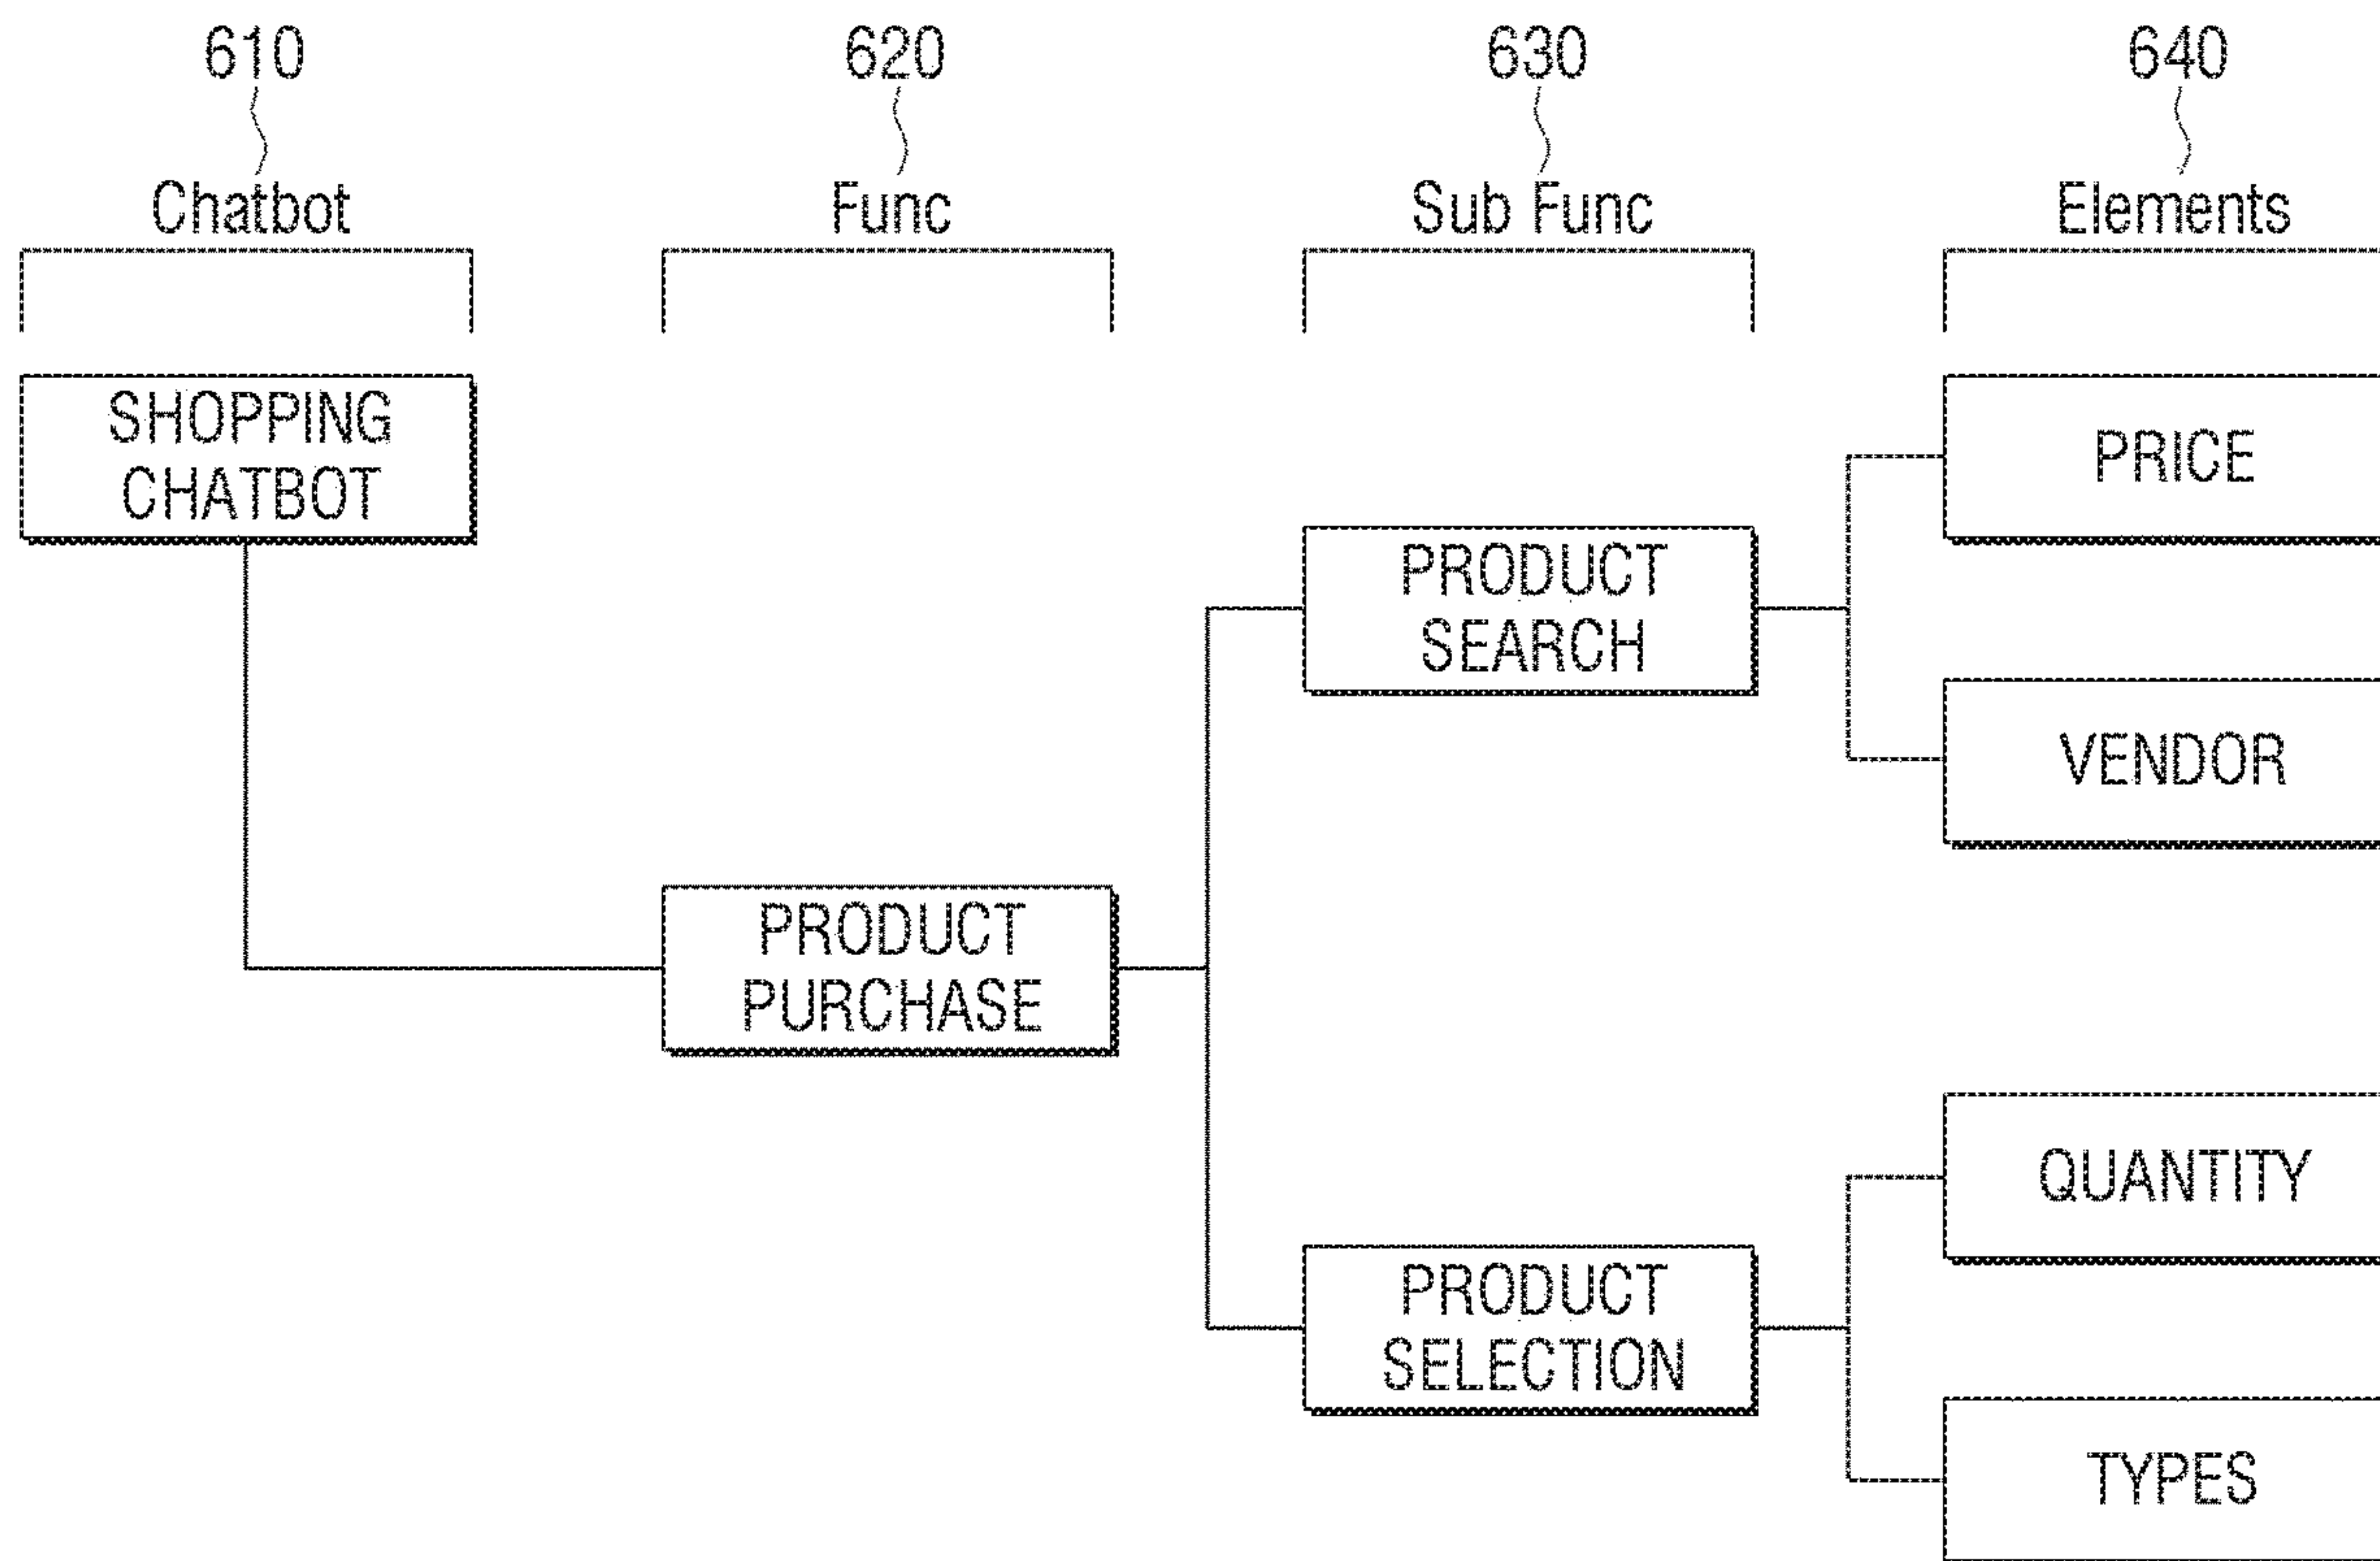 610
620
630
640
Chatbot
Func
Sub Func
Elements
SHOPPING
CHATBOT
PRICE
PRODUCT
SEARCH
VENDOR
PRODUCT
PURCHASE
QUANTITY
PRODUCT
SELECTION
TYPES